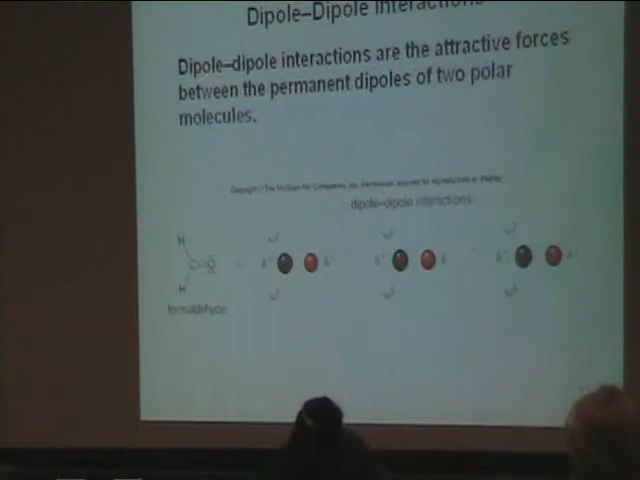 Dipole–Dipole Interactions
Dipole–dipole interactions are the attractive forces
between the permanent dipoles of two polar
molecules.
dipole–dipole interactions
H
C=O
H
formaldehyde